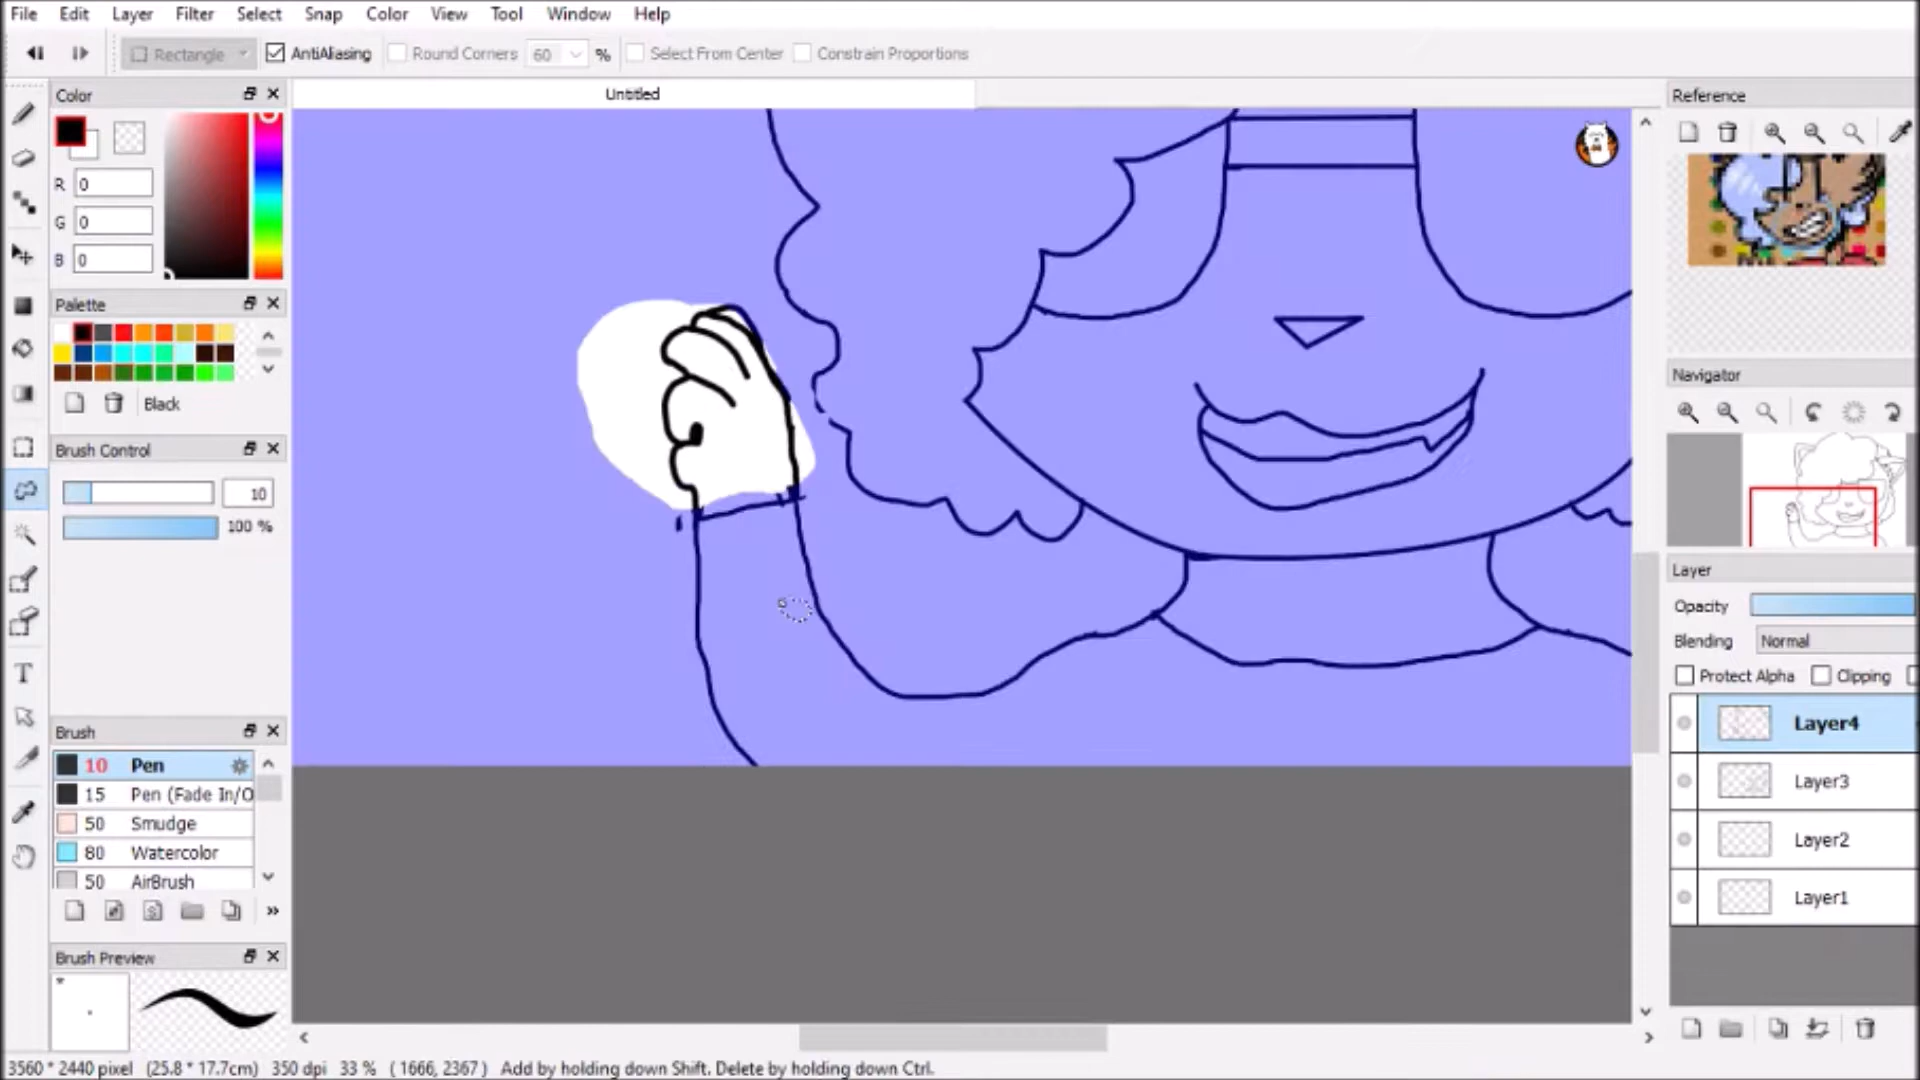 File Edit Layer Filter Select Snap Color View Tool Window Help
Rectangle AntiAliasing Round Corners 60 % Select From Center Constrain Proportions
Color
Untitled
Reference
R 0
G 0
B 0
Palette
Black
Navigator
Brush Control
10
100 %
Layer
Opacity
Blending Normal
Protect Alpha Clipping
Layer4
Layer3
Layer2
Layer1
Brush
10 Pen
15 Pen (Fade In/O
50 Smudge
80 Watercolor
50 AirBrush
Brush Preview
T
3560 * 2440 pixel (25.8 * 17.7cm) 350 dpi 33 % ( 1666, 2367 ) Add by holding down Shift. Delete by holding down Ctrl.